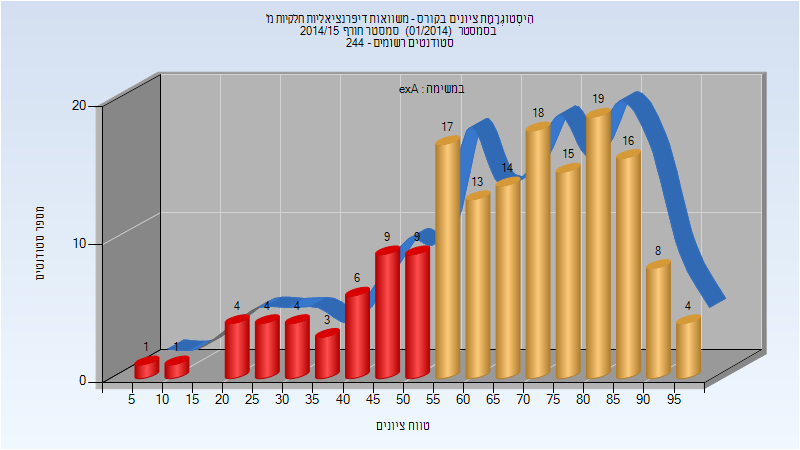 הִיסְטוֹגְרָמַת ציונים בקורס - משוואות דיפרנציאליות חלקיות מ'
בסמסטר (01/2014) סמסטר חורף 2014/15
סטודנטים רשומים - 244
במשימה : exA
מספר סטודנטים
20
10
0
1 1 4 4 4 3 6 9 9 17 13 14 18 15 19 16 8 4
5 10 15 20 25 30 35 40 45 50 55 60 65 70 75 80 85 90 95
טווח ציונים